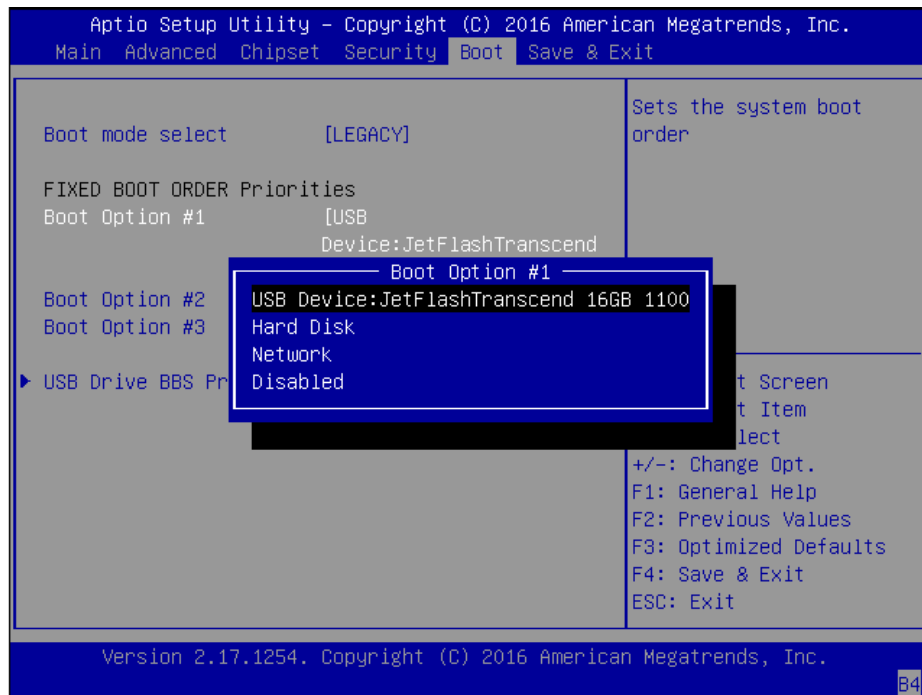 Aptio Setup Utility – Copyright (C) 2016 American Megatrends, Inc.
Main Advanced Chipset Security Boot Save & Exit
Boot mode select [LEGACY]
FIXED BOOT ORDER Priorities
Boot Option #1 [USB
Device:JetFlashTranscend
Boot Option #2
Boot Option #3
USB Drive BBS Pr
Boot Option #1
USB Device:JetFlashTranscend 16GB 1100
Hard Disk
Network
Disabled
Sets the system boot
order
t Screen
t Item
lect
+/-: Change Opt.
F1: General Help
F2: Previous Values
F3: Optimized Defaults
F4: Save & Exit
ESC: Exit
Version 2.17.1254. Copyright (C) 2016 American Megatrends, Inc.
B4